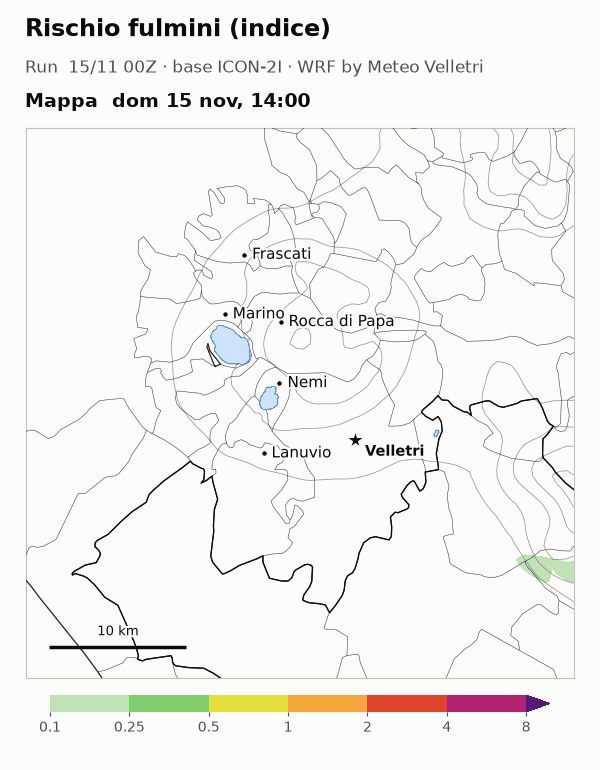 Rischio fulmini (indice)
Run  15/11 00Z · base ICON-2I · WRF by Meteo Velletri
Mappa  dom 15 nov, 14:00
Frascati
Marino
Rocca di Papa
Nemi
Velletri
Lanuvio
10 km
0.1 0.25 0.5 1 2 4 8